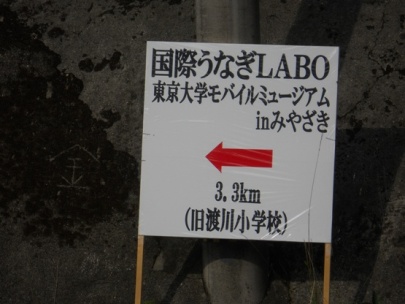 国際うなぎLABO
東京大学モバイルミュージアム
inみやざき
3.3km
(旧渡川小学校)